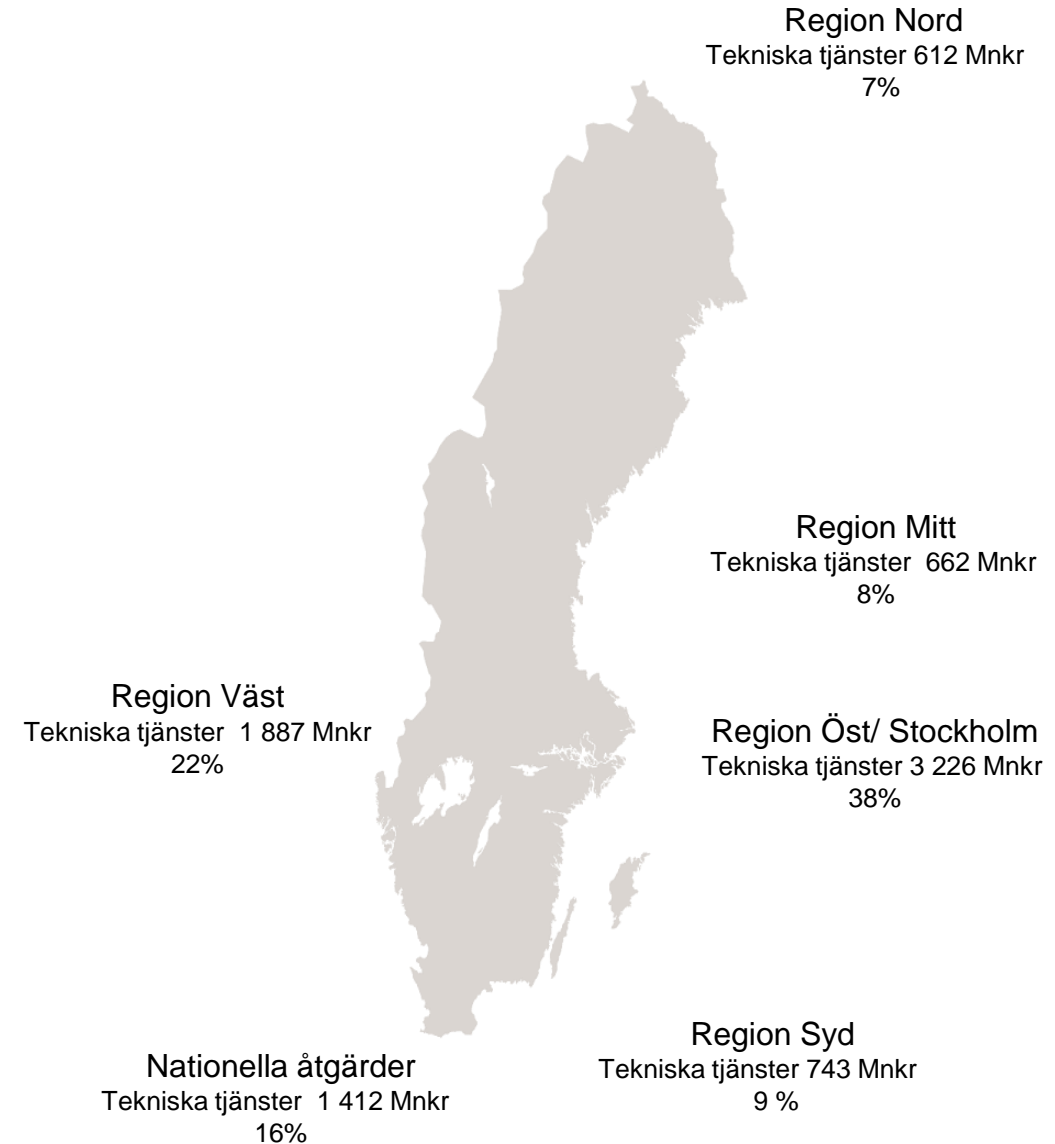 Region Nord
Tekniska tjänster 612 Mnkr
7%
Region Mitt
Tekniska tjänster 662 Mnkr
8%
Region Väst
Tekniska tjänster 1 887 Mnkr
22%
Region Öst/ Stockholm
Tekniska tjänster 3 226 Mnkr
38%
Region Syd
Tekniska tjänster 743 Mnkr
9 %
Nationella åtgärder
Tekniska tjänster 1 412 Mnkr
16%